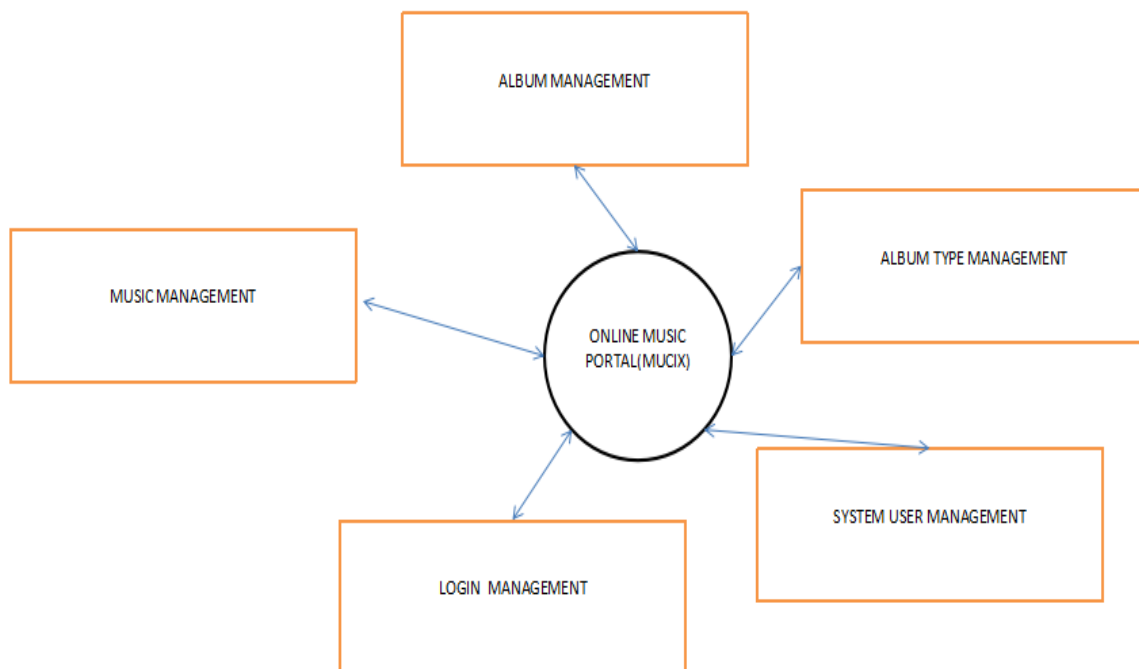 ALBUM MANAGEMENT
ALBUM TYPE MANAGEMENT
MUSIC MANAGEMENT
ONLINE MUSIC
PORTAL(MUCIX)
SYSTEM USER MANAGEMENT
LOGIN MANAGEMENT